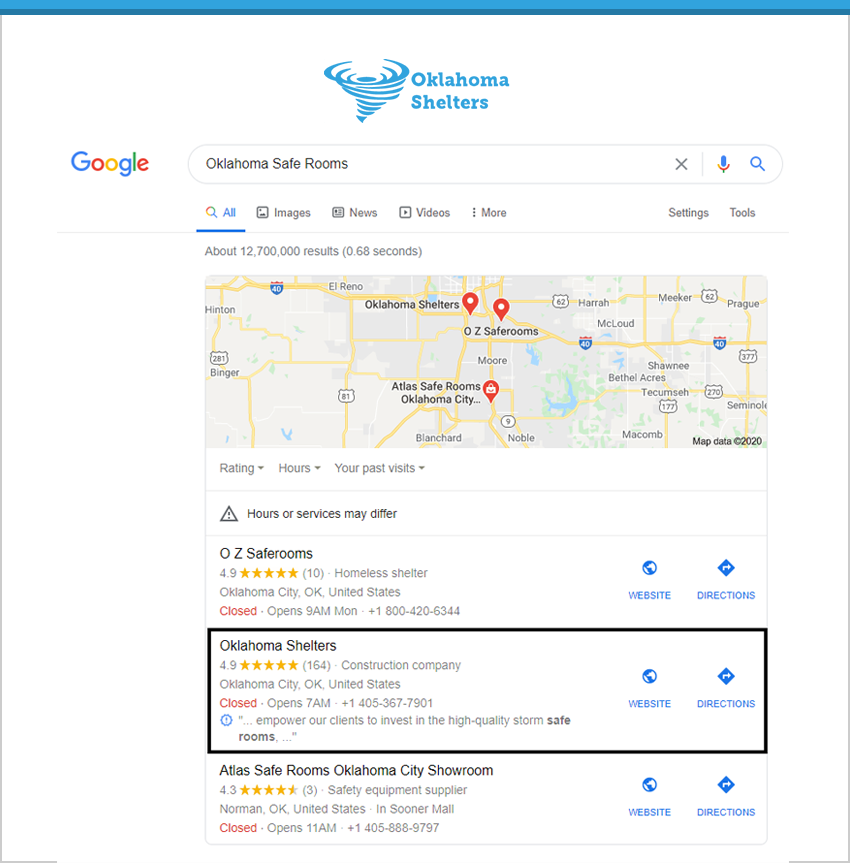 Oklahoma
Shelters
Google
Oklahoma Safe Rooms
All Images News Videos More Settings Tools
About 12,700,000 results (0.68 seconds)
40
El Reno
Hinton
Oklahoma Shelters
62
Harrah
Meeker
62
Prague
O Z Saferooms
McLoud
40
40
281
Binger
Moore
377
Shawnee
Bethel Acres
Atlas Safe Rooms
Oklahoma City...
81
Tecumseh
270
177
Seminole
9
Blanchard
Noble
Macomb
Map data ©2020
Rating Hours Your past visits
Hours or services may differ
O Z Saferooms
4.9 (10) · Homeless shelter
Oklahoma City, OK, United States
Closed · Opens 9AM Mon · +1 800-420-6344
WEBSITE DIRECTIONS
Oklahoma Shelters
4.9 (164) · Construction company
Oklahoma City, OK, United States
Closed · Opens 7AM · +1 405-367-7901
"... empower our clients to invest in the high-quality storm safe
rooms, ..."
WEBSITE DIRECTIONS
Atlas Safe Rooms Oklahoma City Showroom
4.3 (3) · Safety equipment supplier
Norman, OK, United States · In Sooner Mall
Closed · Opens 11AM · +1 405-888-9797
WEBSITE DIRECTIONS